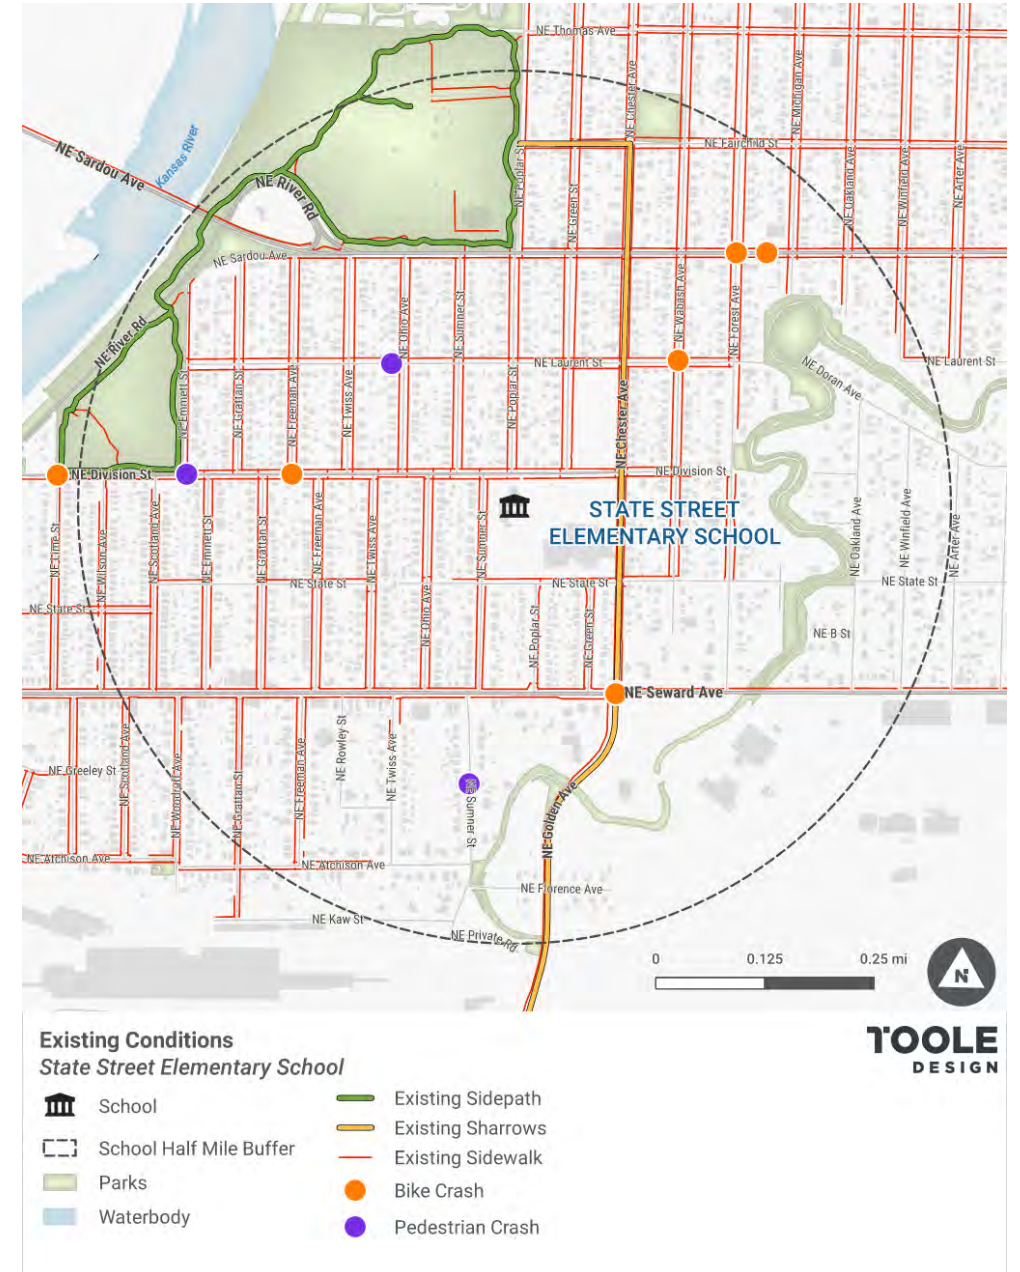 NE Thomas Ave
NE Chester Ave
NE Michigan Ave
NE Sardou Ave
Kansas River
NE Fairchild St
NE River Rd
NE Poplar St
NE Green St
NE Oakland Ave
NE Winfield Ave
NE Arter Ave
NE Sardou Ave
NE Wabash Ave
NE Forest Ave
NE Ohio Ave
NE Sumner St
NE River Rd
NE Laurent St
NE Laurent St
NE Doran Ave
NE Emmett St
NE Grattan St
NE Freeman Ave
NE Twiss Ave
NE Poplar St
NE Chester Ave
NE Division St
NE Division St
STATE STREET
ELEMENTARY SCHOOL
NE Lime St
NE Wilson Ave
NE Scotland Ave
NE Emmett St
NE Grattan St
NE Freeman Ave
NE Twiss Ave
NE Sumner St
NE Oakland Ave
NE Winfield Ave
NE Arter Ave
NE State St
NE State St
NE State St
NE State St
NE Ohio Ave
NE Poplar St
NE Green St
NE B St
NE Seward Ave
NE Greeley St
NE Scotland Ave
NE Woodruff Ave
NE Grattan St
NE Freeman Ave
NE Rowley St
NE Twiss Ave
NE Sumner St
NE Golden Ave
NE Atchison Ave
NE Atchison Ave
NE Florence Ave
NE Kaw St
NE Private Rd
0 0.125 0.25 mi
N
Existing Conditions
State Street Elementary School
School
School Half Mile Buffer
Parks
Waterbody
Existing Sidepath
Existing Sharrows
Existing Sidewalk
Bike Crash
Pedestrian Crash
TOOLE
DESIGN